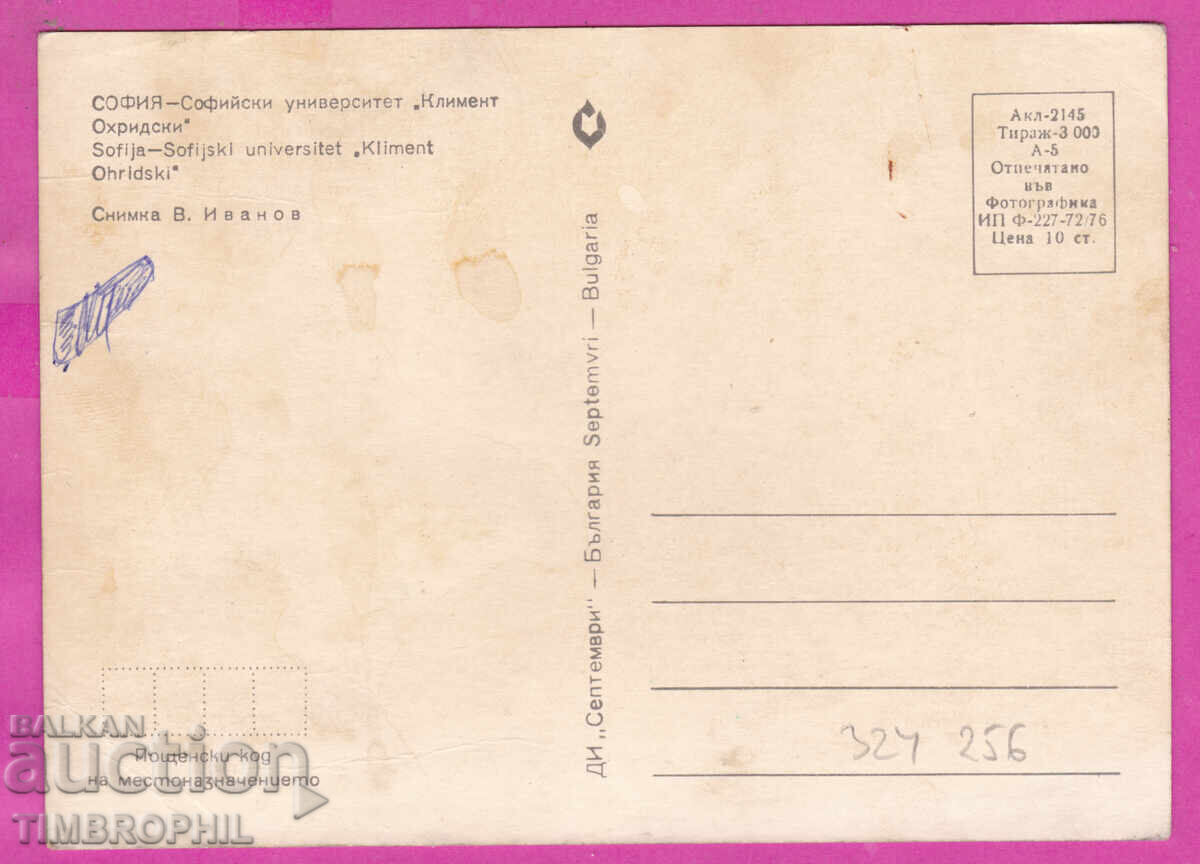 СОФИЯ—Софийски университет „Климент
Охридски“
Sofija—Sofijski universitet „Kliment
Ohridski“
Снимка В. Иванов
Акл-2145
Тираж-3 000
А-5
Отпечатано
във
Фотографика
ИП Ф-227-72/76
Цена 10 ст.
ДИ „Септември“ — България Septemvri — Bulgaria
324 256
Пощенски код
на местоназначението
BALKAN
auction
TIMBROPHIL